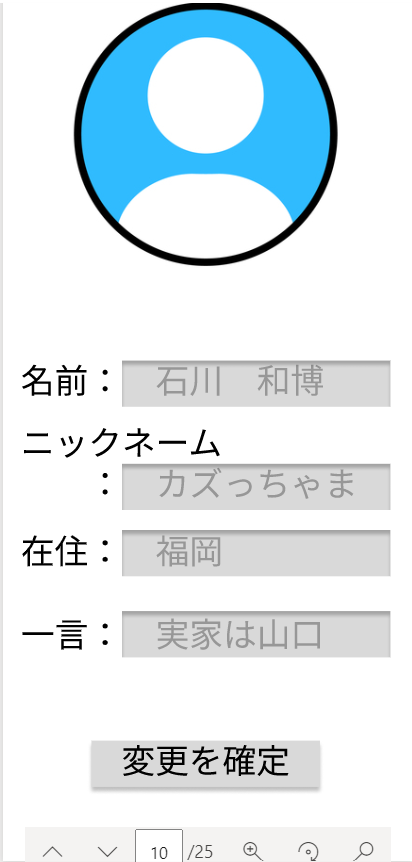 名前：石川　和博
ニックネーム
：カズっちゃま
在住：福岡
一言：実家は山口
変更を確定
10 /25